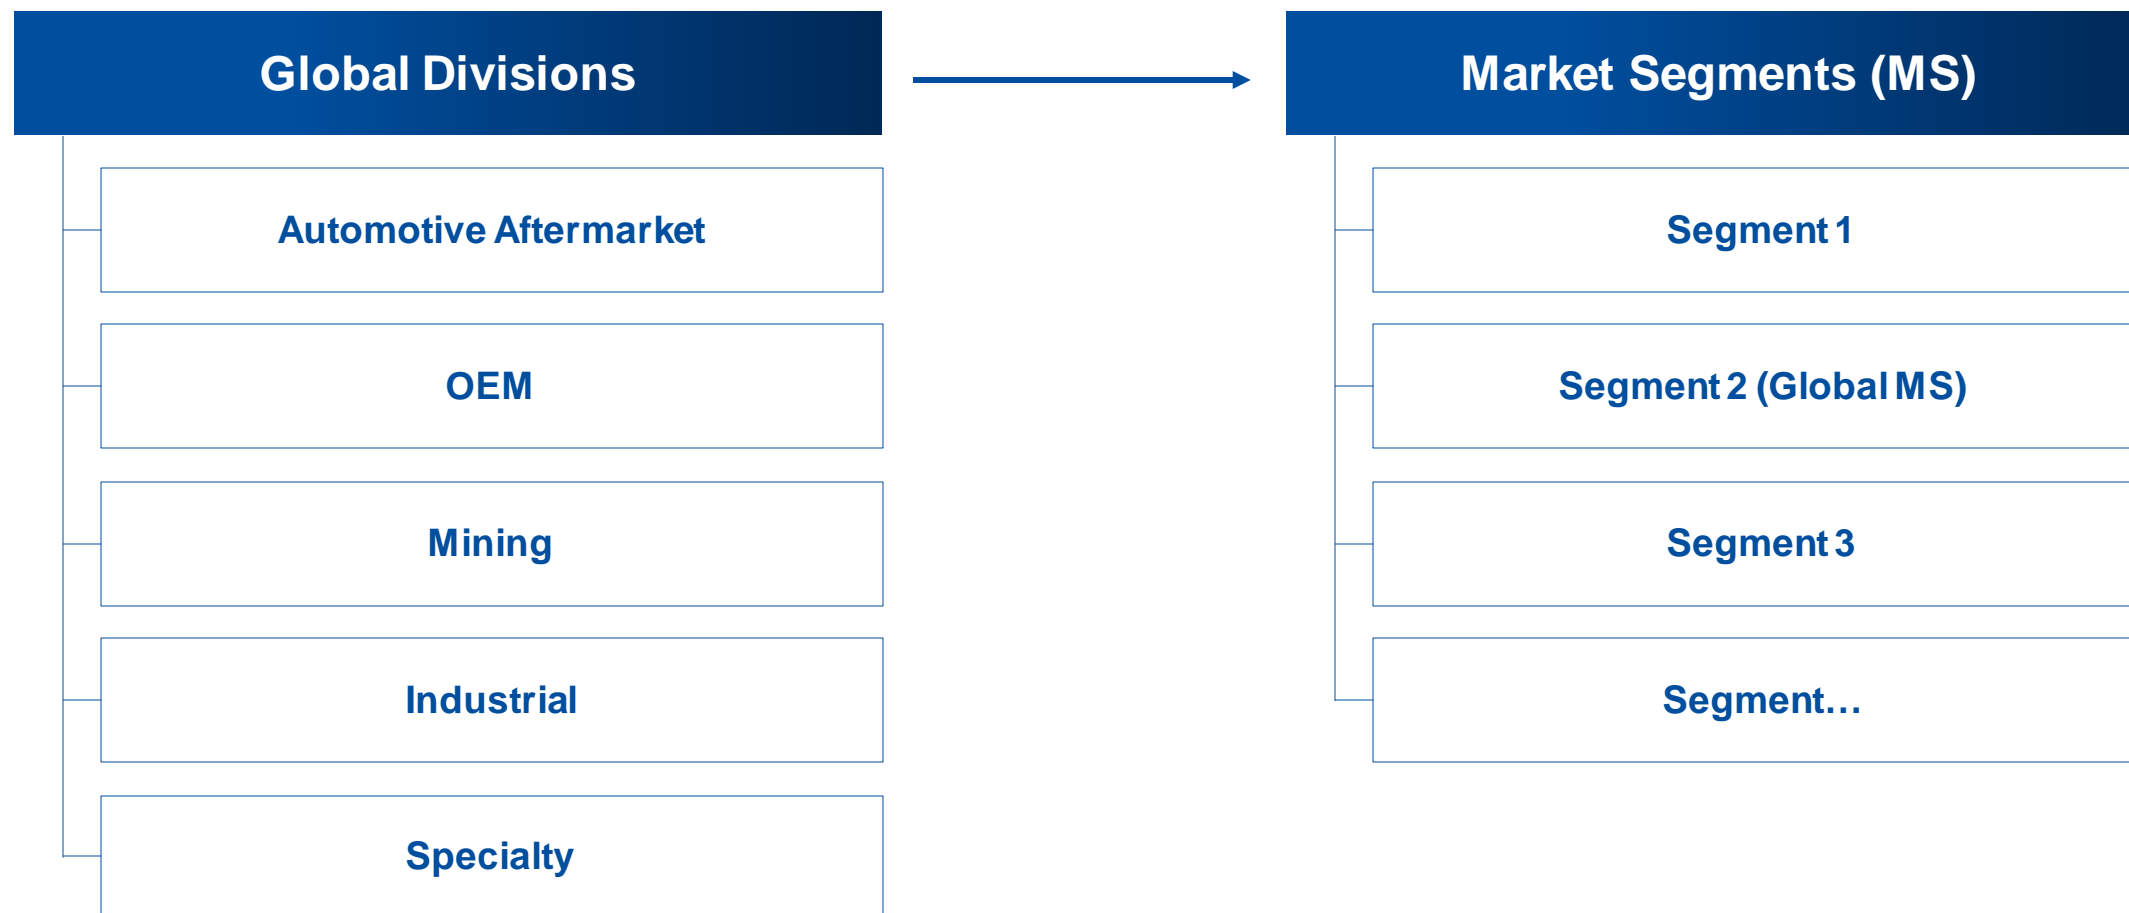 Global Divisions
Automotive Aftermarket
OEM
Mining
Industrial
Specialty
Market Segments (MS)
Segment 1
Segment 2 (Global MS)
Segment 3
Segment…